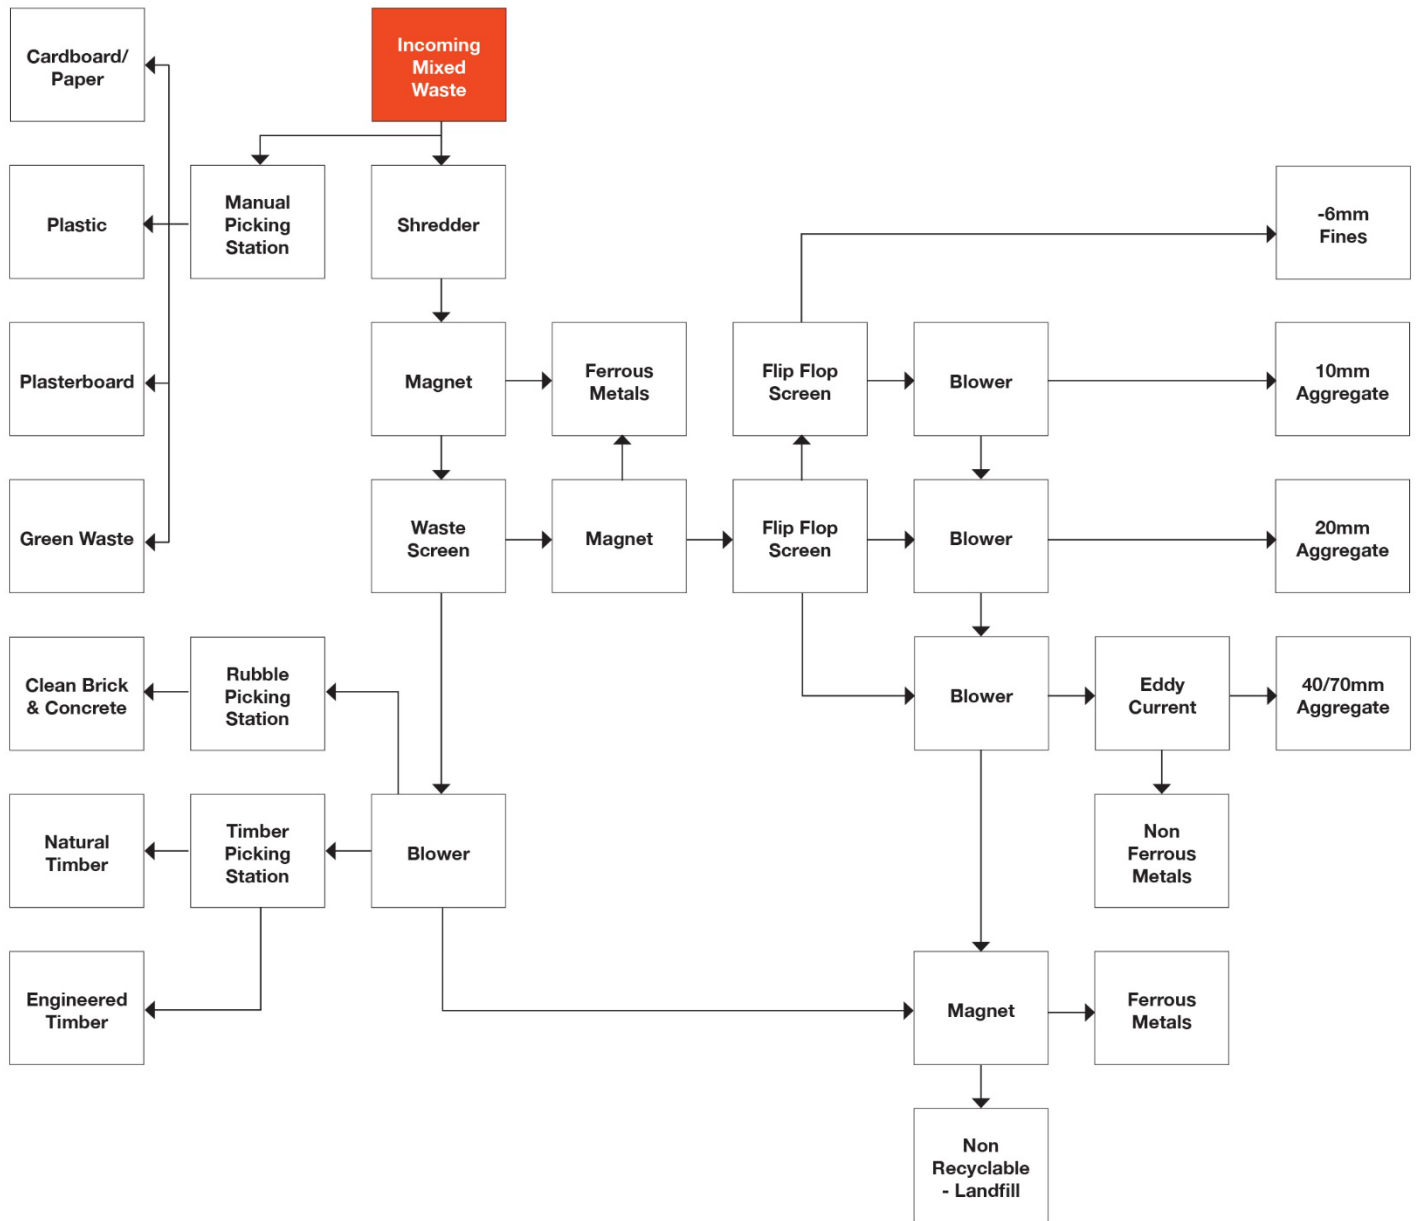 Cardboard/
Paper
Incoming
Mixed
Waste
Plastic
Manual
Picking
Station
Shredder
-6mm
Fines
Plasterboard
Magnet
Ferrous
Metals
Flip Flop
Screen
Blower
10mm
Aggregate
Green Waste
Waste
Screen
Magnet
Flip Flop
Screen
Blower
20mm
Aggregate
Clean Brick
& Concrete
Rubble
Picking
Station
Blower
Eddy
Current
40/70mm
Aggregate
Natural
Timber
Timber
Picking
Station
Blower
Non
Ferrous
Metals
Engineered
Timber
Magnet
Ferrous
Metals
Non
Recyclable
- Landfill